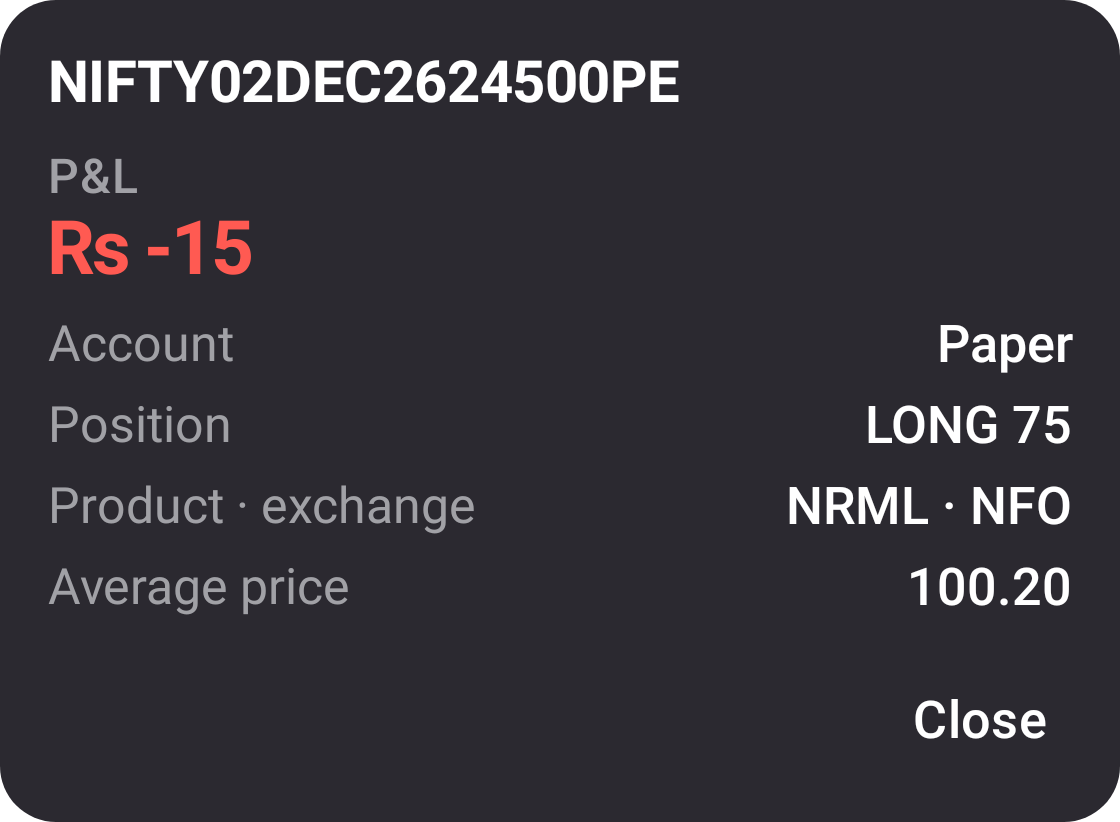 NIFTY02DEC2624500PE
P&L
Rs -15
Account Paper
Position LONG 75
Product · exchange NRML · NFO
Average price 100.20
Close